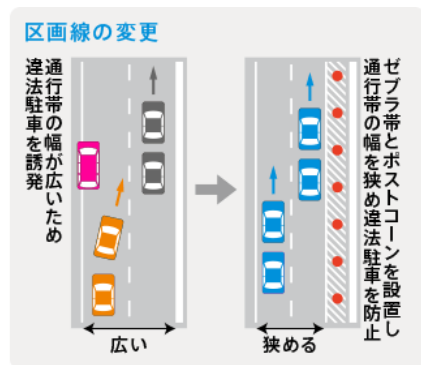 区画線の変更
通行帯の幅が広いため
違法駐車を誘発
ゼブラ帯とポストコーンを設置し
通行帯の幅を狭め違法駐車を防止
広い
狭める